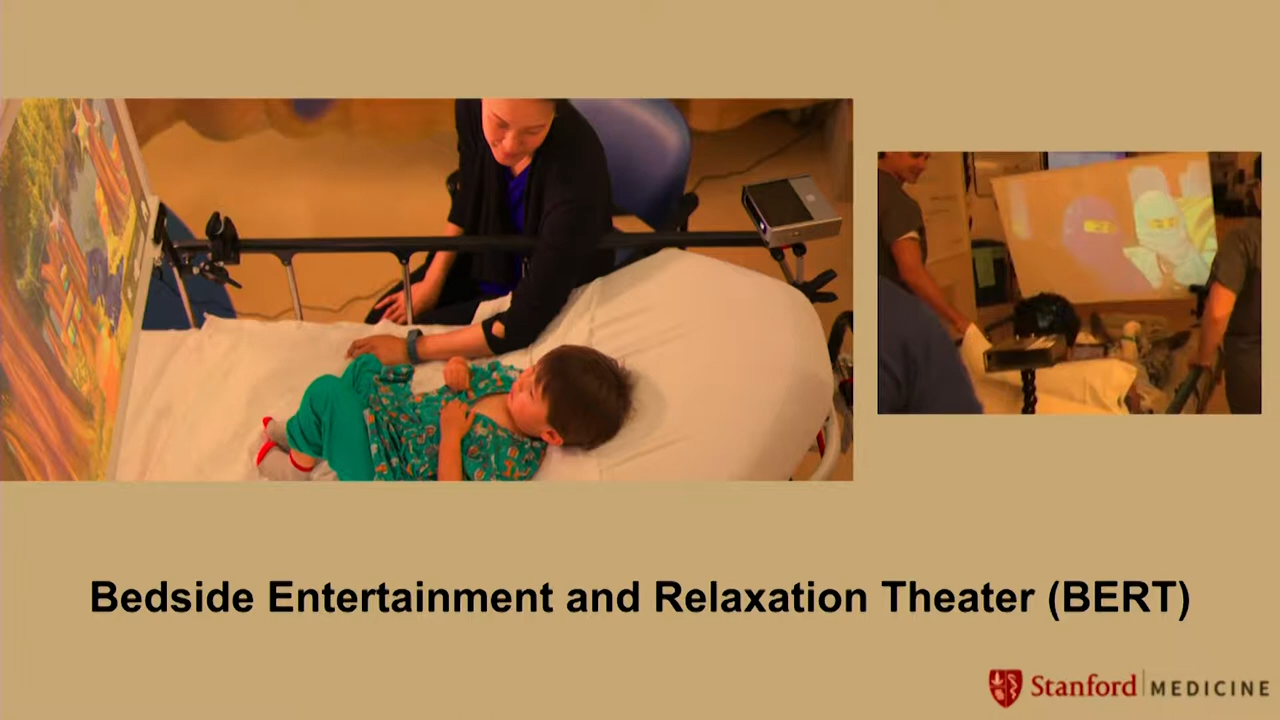 Bedside Entertainment and Relaxation Theater (BERT)
Stanford MEDICINE